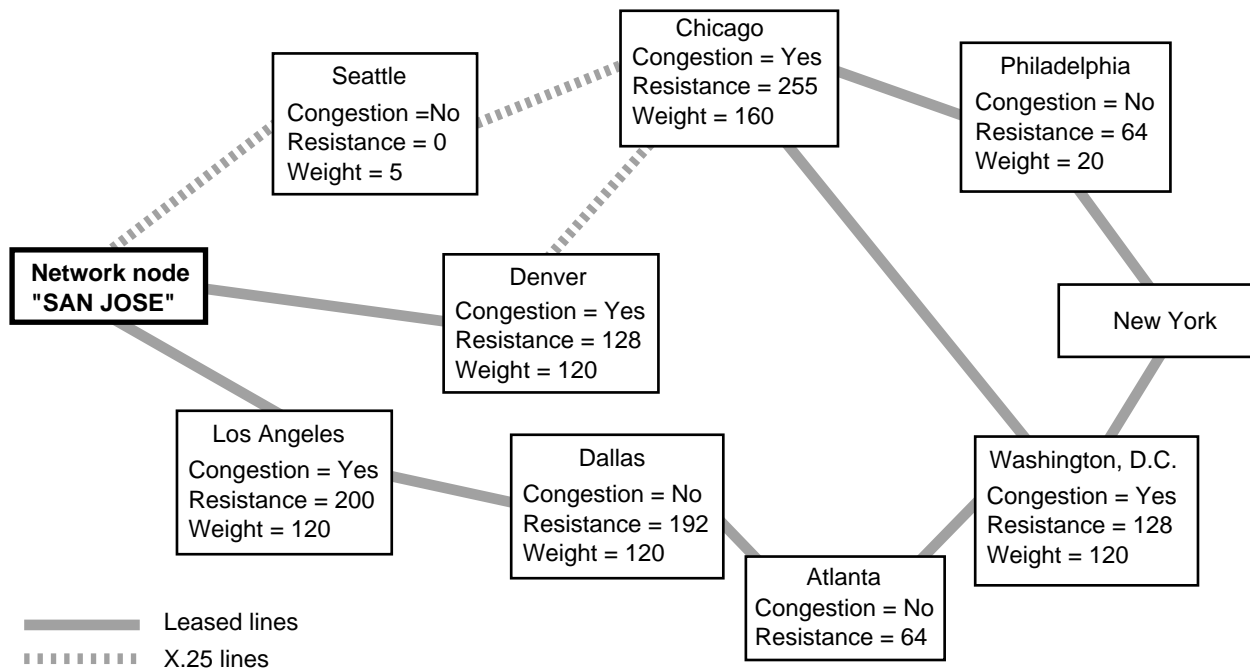 Chicago
Congestion = Yes
Resistance = 255
Weight = 160
Seattle
Congestion =No
Resistance = 0
Weight = 5
Philadelphia
Congestion = No
Resistance = 64
Weight = 20
Network node
"SAN JOSE"
Denver
Congestion = Yes
Resistance = 128
Weight = 120
New York
Los Angeles
Congestion = Yes
Resistance = 200
Weight = 120
Dallas
Congestion = No
Resistance = 192
Weight = 120
Washington, D.C.
Congestion = Yes
Resistance = 128
Weight = 120
Atlanta
Congestion = No
Resistance = 64
Leased lines
X.25 lines